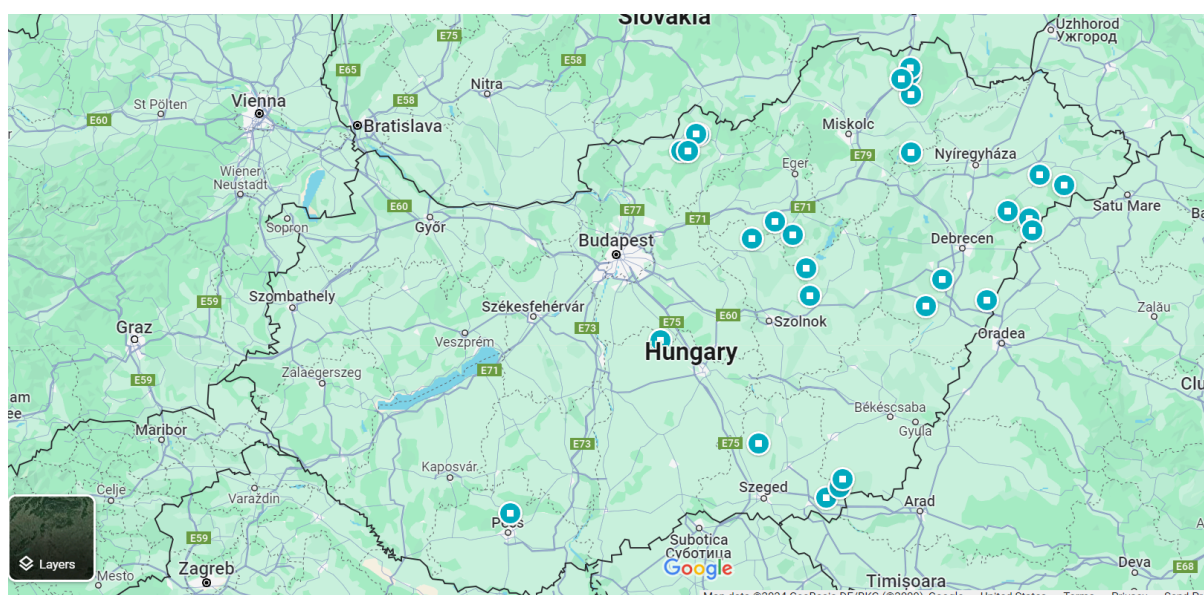 Slovakia
Uzhhorod
Ужгород
E75
E58
E65
Nitra
St Pölten
Vienna
E58
E60
Bratislava
Miskolc
E79
Nyíregyháza
Eger
Wiener
Neustadt
Satu Mare
Sopron
E60
Győr
E77
E71
E71
Budapest
Debrecen
E59
Szombathely
Székesfehérvár
E75
E60
Szolnok
Zalău
Graz
E73
Veszprém
Hungary
Oradea
E59
Zalaegerszeg
E71
Békéscsaba
Gyula
Maribor
E73
E75
Kaposvár
Celje
Varaždin
Szeged
Arad
Pécs
E59
Subotica
Суботица
Google
Layers
Mesto
Zagreb
Deva
E68
Timisoara